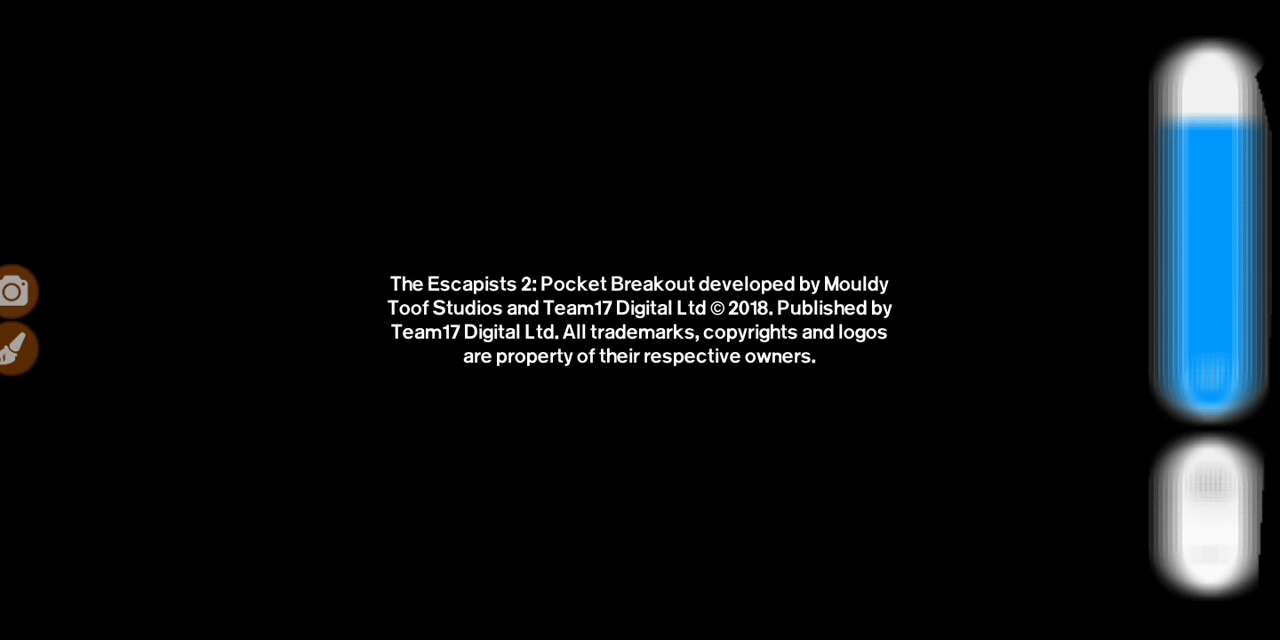 The Escapists 2: Pocket Breakout developed by Mouldy
Toof Studios and Team17 Digital Ltd © 2018. Published by
Team17 Digital Ltd. All trademarks, copyrights and logos
are property of their respective owners.